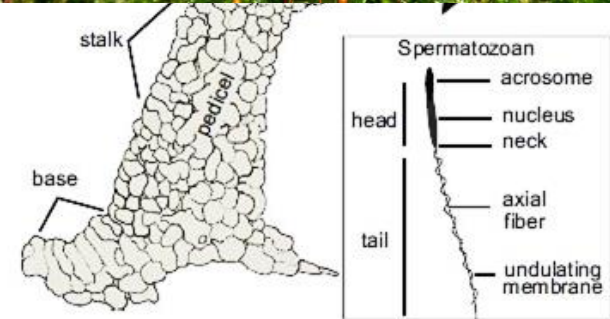 stalk
pedicel
base
Spermatozoan
acrosome
head
nucleus
neck
axial
fiber
tail
undulating
membrane